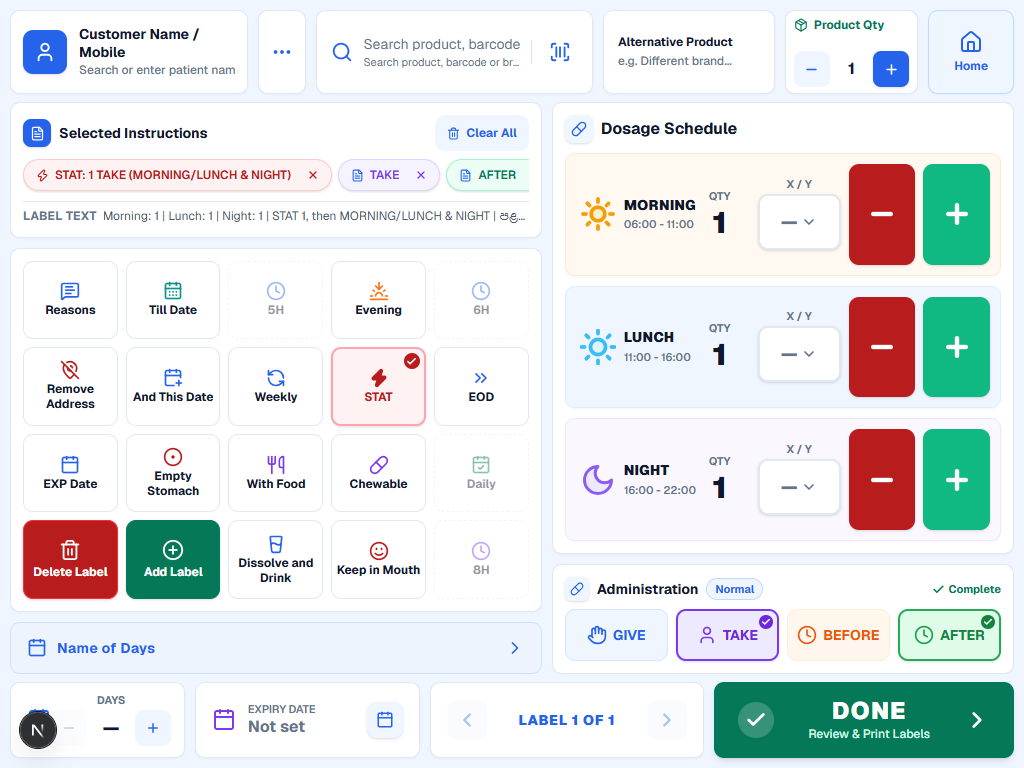 Customer Name / Mobile
Search or enter patient nam
Search product, barcode
Search product, barcode or br...
Alternative Product
e.g. Different brand...
Product Qty
1
Home
Selected Instructions
Clear All
STAT: 1 TAKE (MORNING/LUNCH & NIGHT)
TAKE
AFTER
LABEL TEXT Morning: 1 | Lunch: 1 | Night: 1 | STAT 1, then MORNING/LUNCH & NIGHT |
Reasons
Till Date
5H
Evening
6H
Remove Address
And This Date
Weekly
STAT
EOD
EXP Date
Empty Stomach
With Food
Chewable
Daily
Delete Label
Add Label
Dissolve and Drink
Keep in Mouth
8H
Name of Days
Dosage Schedule
MORNING
06:00 - 11:00
QTY
1
X / Y
—
LUNCH
11:00 - 16:00
QTY
1
X / Y
—
NIGHT
16:00 - 22:00
QTY
1
X / Y
—
Administration
Normal
Complete
GIVE
TAKE
BEFORE
AFTER
DAYS
—
N
EXPIRY DATE
Not set
LABEL 1 OF 1
DONE
Review & Print Labels